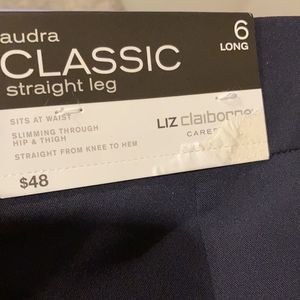 audra
CLASSIC
straight leg
6
LONG
SITS AT WAIST
SLIMMING THROUGH
HIP & THIGH
STRAIGHT FROM KNEE TO HEM
LIZ claiborne
CAREER
$48